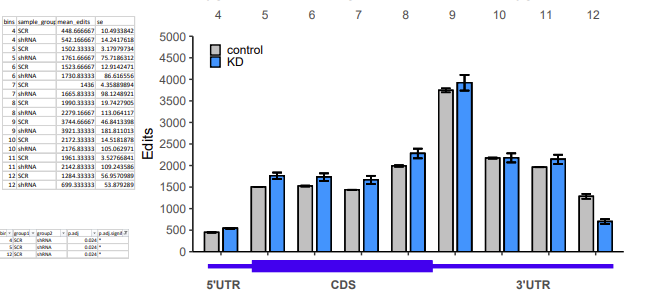 4 5 6 7 8 9 10 11 12
bins sample_group mean_edits se
4 SCR 448.666667 10.4933842
4 shRNA 542.166667 14.2417618
5 SCR 1502.33333 3.17979734
5 shRNA 1761.66667 75.7186312
6 SCR 1523.16667 12.9142471
6 shRNA 1730.83333 86.616556
7 SCR 1436 4.35889894
7 shRNA 1665.83333 98.1248921
8 SCR 1990.33333 19.7427905
8 shRNA 2279.16667 113.064117
9 SCR 3744.66667 46.8413398
9 shRNA 3921.33333 181.811013
10 SCR 2172.33333 14.5181878
10 shRNA 2176.83333 105.062971
11 SCR 1961.33333 3.52766841
11 shRNA 2142.83333 109.243586
12 SCR 1284.33333 56.9570989
12 shRNA 699.333333 53.879289
group1 group2 p.adj p.adj.signif
4 SCR shRNA 0.024 *
5 SCR shRNA 0.024 *
12 SCR shRNA 0.024 *
Edits
5000
4500
4000
3500
3000
2500
2000
1500
1000
500
0
control
KD
5'UTR CDS 3'UTR